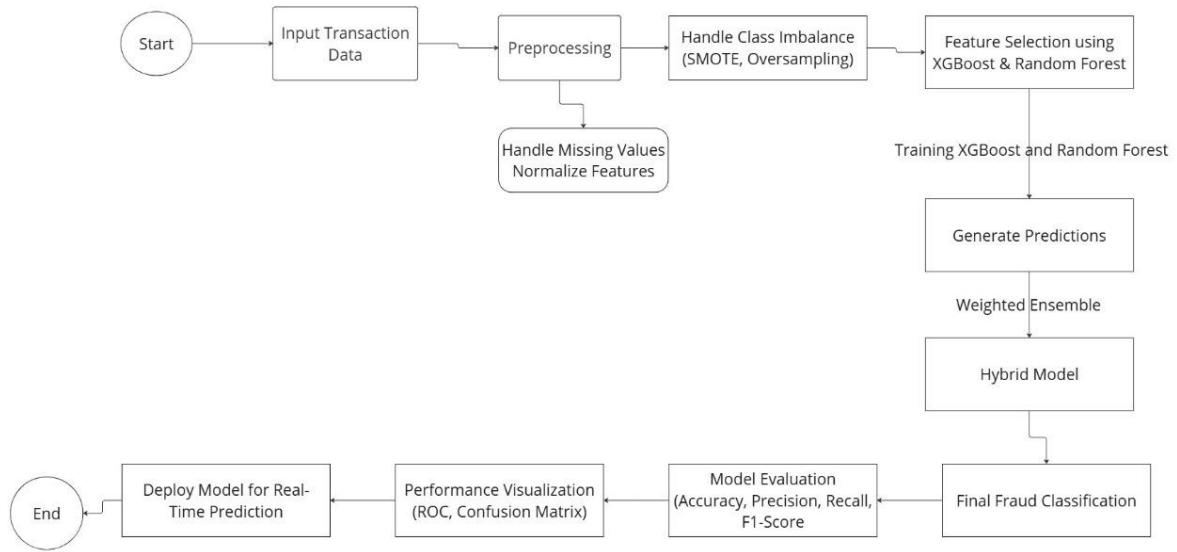 Start
Input Transaction
Data
Preprocessing
Handle Class Imbalance
(SMOTE, Oversampling)
Feature Selection using
XGBoost & Random Forest
Handle Missing Values
Normalize Features
Training XGBoost and Random Forest
Generate Predictions
Weighted Ensemble
Hybrid Model
Final Fraud Classification
Model Evaluation
(Accuracy, Precision, Recall,
F1-Score
Performance Visualization
(ROC, Confusion Matrix)
Deploy Model for Real-
Time Prediction
End